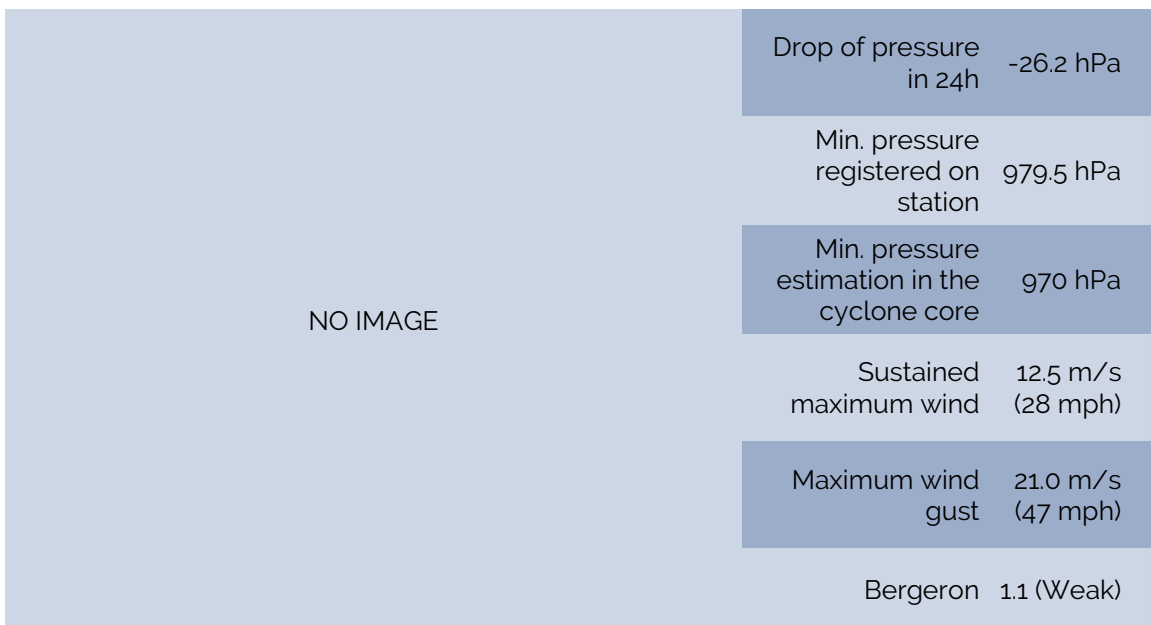 NO IMAGE
Drop of pressure
in 24h
-26.2 hPa
Min. pressure
registered on
station
979.5 hPa
Min. pressure
estimation in the
cyclone core
970 hPa
Sustained
maximum wind
12.5 m/s
(28 mph)
Maximum wind
gust
21.0 m/s
(47 mph)
Bergeron
1.1 (Weak)